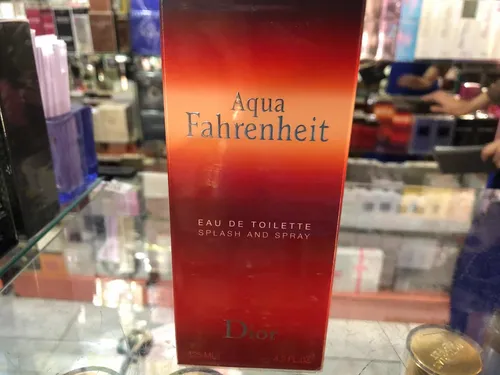 Aqua
Fahrenheit
EAU DE TOILETTE
SPLASH AND SPRAY
Dior